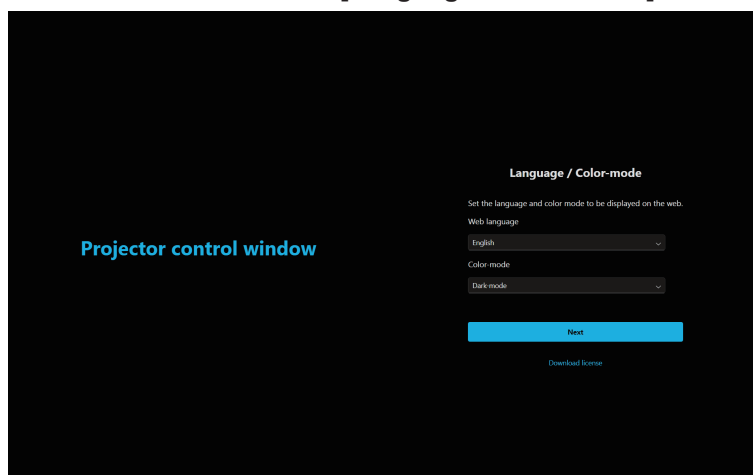 Projector control window
Language / Color-mode
Set the language and color mode to be displayed on the web.
Web language
English
Color-mode
Dark-mode
Next
Download license